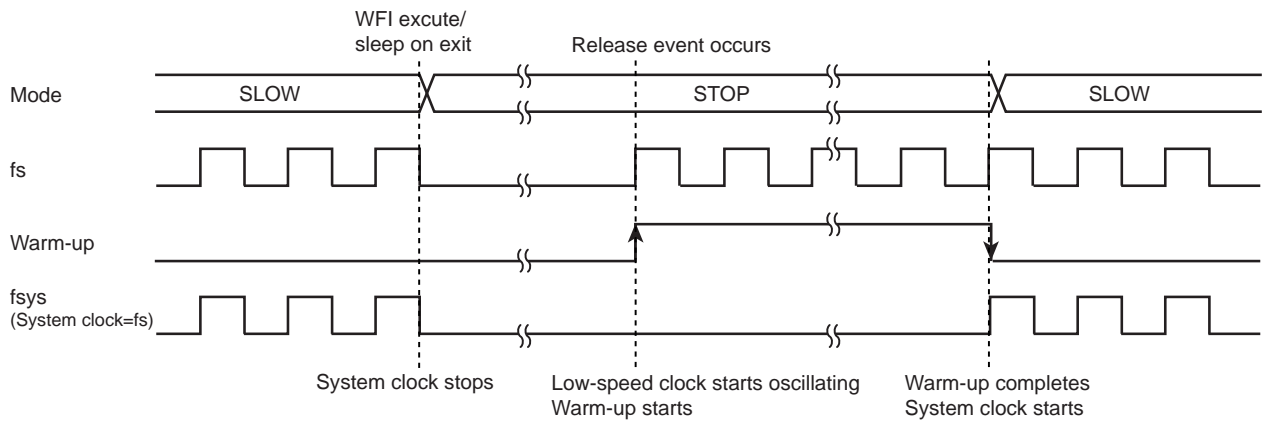 WFI excute/
sleep on exit
Release event occurs
Mode
SLOW
STOP
SLOW
fs
Warm-up
fsys
(System clock=fs)
System clock stops
Low-speed clock starts oscillating
Warm-up starts
Warm-up completes
System clock starts